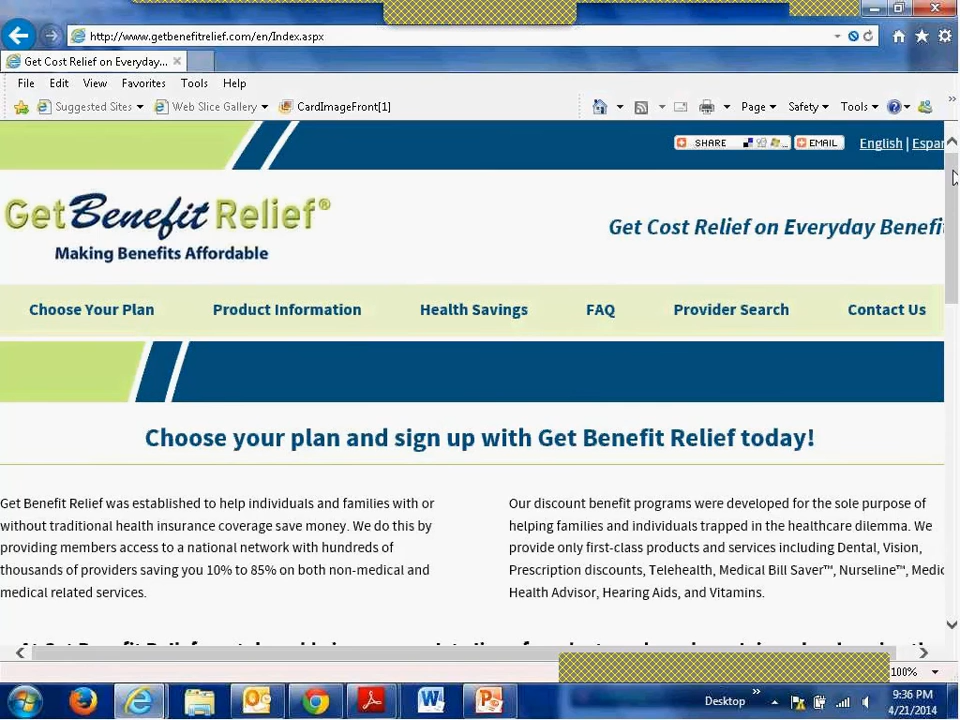 http://www.getbenefitrelief.com/en/Index.aspx
Get Cost Relief on Everyday...
File Edit View Favorites Tools Help
Suggested Sites Web Slice Gallery CardImageFront[1] Page Safety Tools
SHARE EMAIL English | Espan
Get Benefit Relief®
Making Benefits Affordable
Get Cost Relief on Everyday Benefi
Choose Your Plan Product Information Health Savings FAQ Provider Search Contact Us
Choose your plan and sign up with Get Benefit Relief today!
Get Benefit Relief was established to help individuals and families with or
without traditional health insurance coverage save money. We do this by
providing members access to a national network with hundreds of
thousands of providers saving you 10% to 85% on both non-medical and
medical related services.
Our discount benefit programs were developed for the sole purpose of
helping families and individuals trapped in the healthcare dilemma. We
provide only first-class products and services including Dental, Vision,
Prescription discounts, Telehealth, Medical Bill Saver™, Nurseline™, Medic
Health Advisor, Hearing Aids, and Vitamins.
100%
Desktop
9:36 PM
4/21/2014